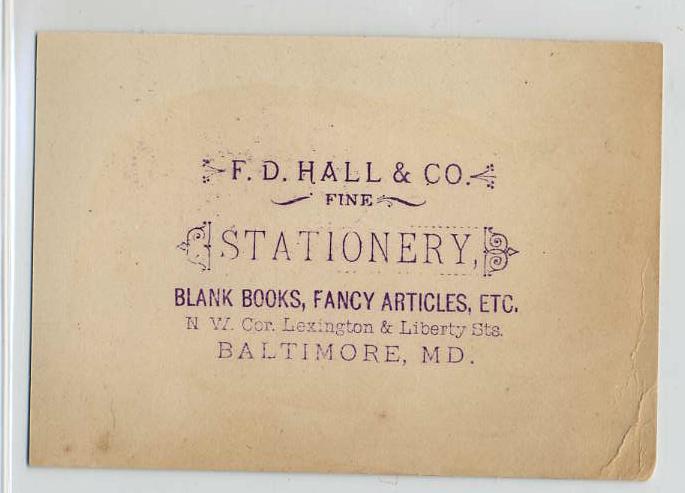 F. D. HALL & CO.
FINE
STATIONERY,
BLANK BOOKS, FANCY ARTICLES, ETC.
N W. Cor. Lexington & Liberty Sts.
BALTIMORE, MD.